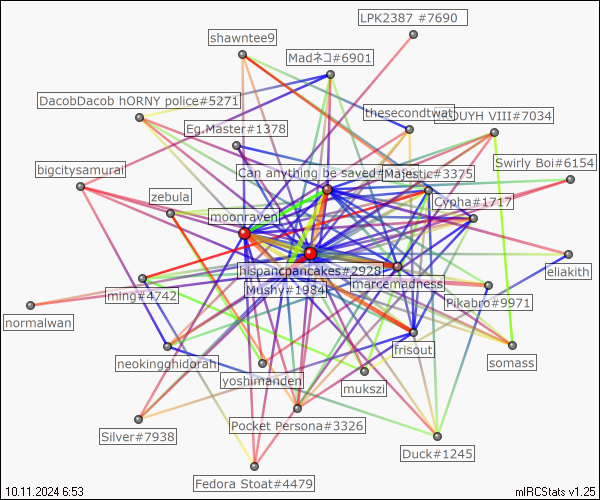 LPK2387 #7690
shawntee9
Madネコ#6901
DacobDacob hORNY police#5271
thesecondtwat
DUYH VIII#7034
Eg.Master#1378
Swirly Boi#6154
bigcitysamurai
Can anything be saved
Majestic#3375
zebula
Cypha#1717
moonraven
hispancpancakes#2928
eliakith
Mushy#1984
marcemadness
ming#4742
Pikabro#9971
normalwan
frisout
neokingghidorah
somass
yoshimanden
mukszi
Pocket Persona#3326
Silver#7938
Duck#1245
Fedora Stoat#4479
10.11.2024 6:53
mIRCStats v1.25